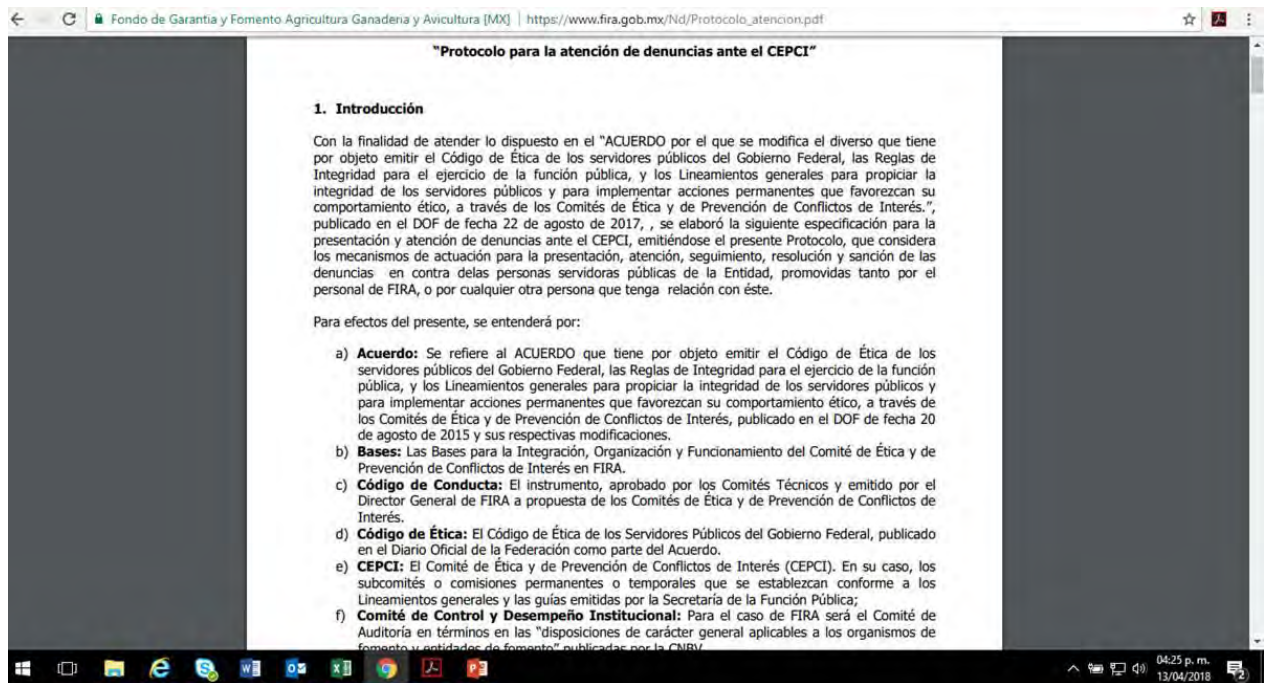 Fondo de Garantia y Fomento Agricultura Ganaderia y Avicultura [MX] | https://www.fira.gob.mx/Nd/Protocolo_atencion.pdf
"Protocolo para la atención de denuncias ante el CEPCI"
1. Introducción
Con la finalidad de atender lo dispuesto en el "ACUERDO por el que se modifica el diverso que tiene
por objeto emitir el Código de Ética de los servidores públicos del Gobierno Federal, las Reglas de
Integridad para el ejercicio de la función pública, y los Lineamientos generales para propiciar la
integridad de los servidores públicos y para implementar acciones permanentes que favorezcan su
comportamiento ético, a través de los Comités de Ética y de Prevención de Conflictos de Interés.",
publicado en el DOF de fecha 22 de agosto de 2017, , se elaboró la siguiente especificación para la
presentación y atención de denuncias ante el CEPCI, emitiéndose el presente Protocolo, que considera
los mecanismos de actuación para la presentación, atención, seguimiento, resolución y sanción de las
denuncias en contra delas personas servidoras públicas de la Entidad, promovidas tanto por el
personal de FIRA, o por cualquier otra persona que tenga relación con éste.
Para efectos del presente, se entenderá por:
a) Acuerdo: Se refiere al ACUERDO que tiene por objeto emitir el Código de Ética de los
servidores públicos del Gobierno Federal, las Reglas de Integridad para el ejercicio de la función
pública, y los Lineamientos generales para propiciar la integridad de los servidores públicos y
para implementar acciones permanentes que favorezcan su comportamiento ético, a través de
los Comités de Ética y de Prevención de Conflictos de Interés, publicado en el DOF de fecha 20
de agosto de 2015 y sus respectivas modificaciones.
b) Bases: Las Bases para la Integración, Organización y Funcionamiento del Comité de Ética y de
Prevención de Conflictos de Interés en FIRA.
c) Código de Conducta: El instrumento, aprobado por los Comités Técnicos y emitido por el
Director General de FIRA a propuesta de los Comités de Ética y de Prevención de Conflictos de
Interés.
d) Código de Ética: El Código de Ética de los Servidores Públicos del Gobierno Federal, publicado
en el Diario Oficial de la Federación como parte del Acuerdo.
e) CEPCI: El Comité de Ética y de Prevención de Conflictos de Interés (CEPCI). En su caso, los
subcomités o comisiones permanentes o temporales que se establezcan conforme a los
Lineamientos generales y las guías emitidas por la Secretaría de la Función Pública;
f) Comité de Control y Desempeño Institucional: Para el caso de FIRA será el Comité de
Auditoría en términos en las "disposiciones de carácter general aplicables a los organismos de
fomento y entidades de fomento" publicadas por la CNBV
04:25 p. m.
13/04/2018